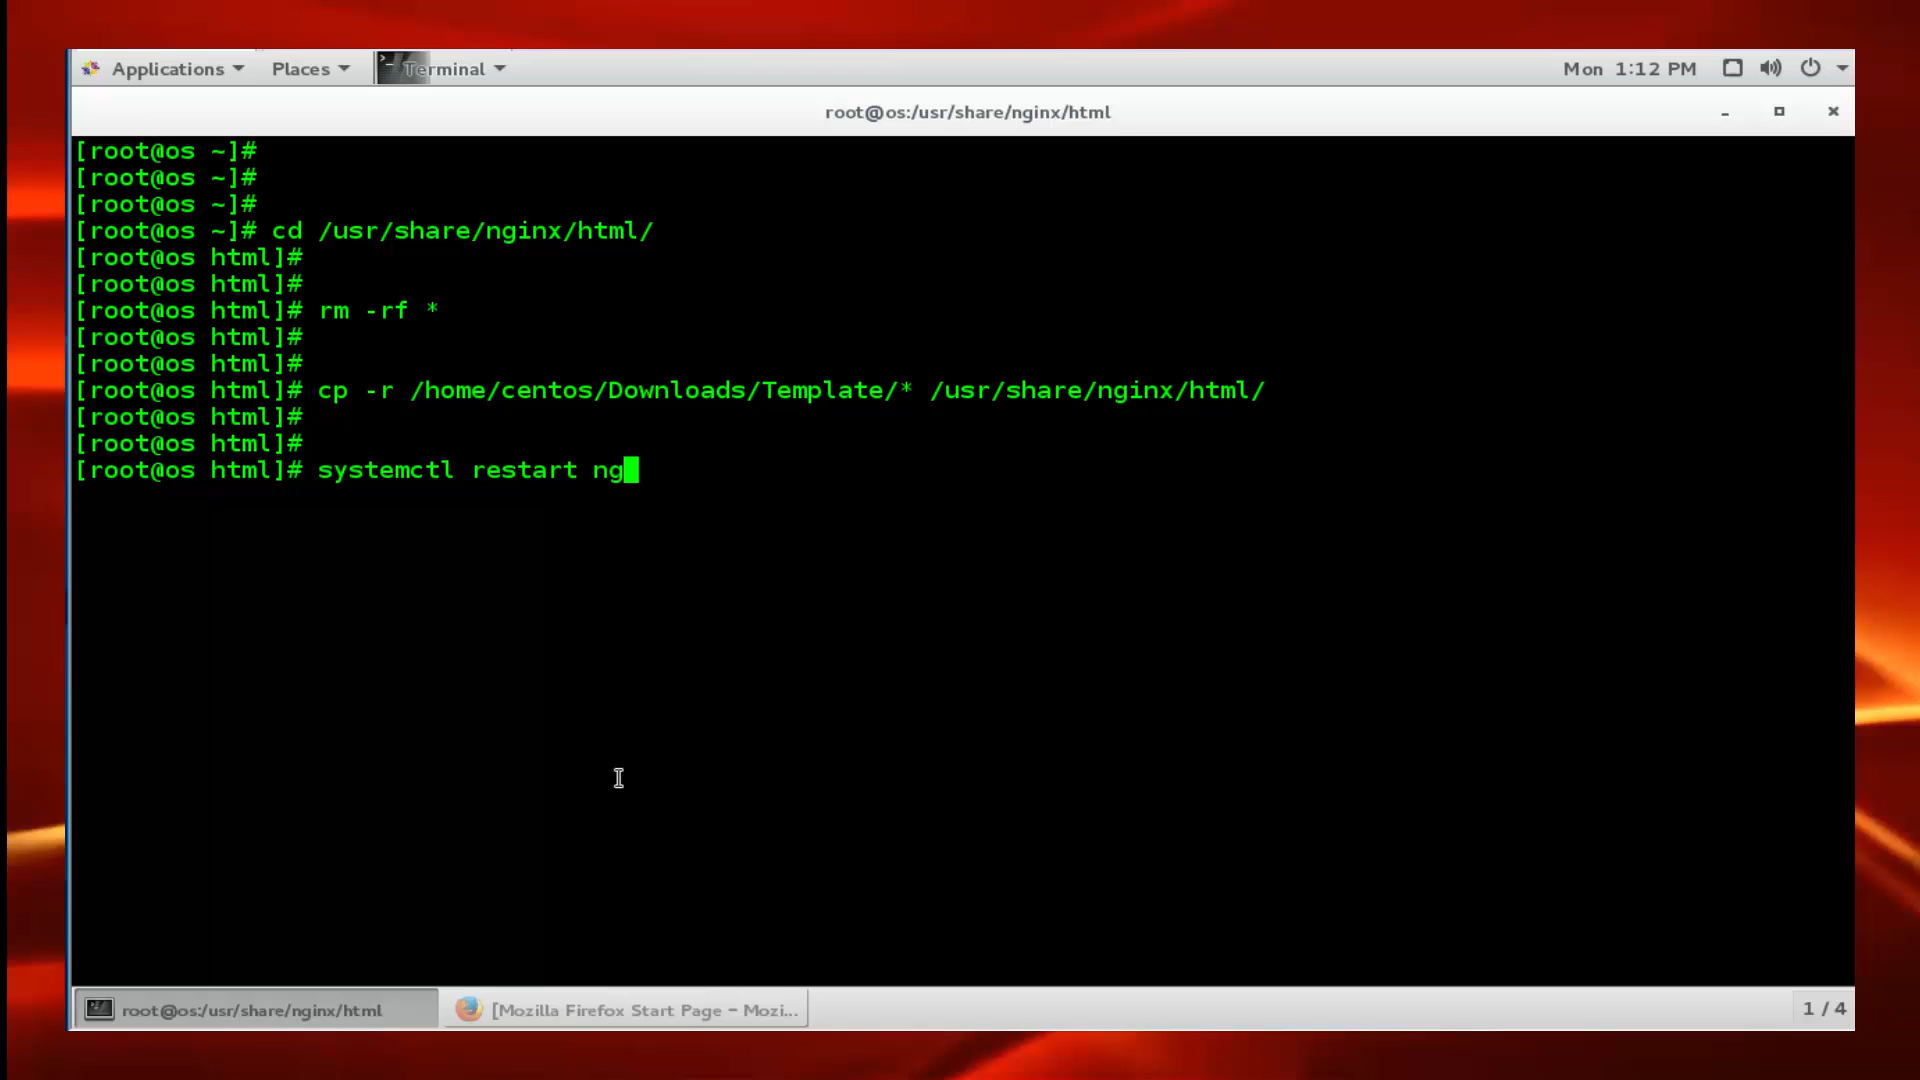 Applications Places Terminal Mon 1:12 PM
root@os:/usr/share/nginx/html
[root@os ~]#
[root@os ~]#
[root@os ~]#
[root@os ~]# cd /usr/share/nginx/html/
[root@os html]#
[root@os html]#
[root@os html]# rm -rf *
[root@os html]#
[root@os html]#
[root@os html]# cp -r /home/centos/Downloads/Template/* /usr/share/nginx/html/
[root@os html]#
[root@os html]#
[root@os html]# systemctl restart ng
root@os:/usr/share/nginx/html [Mozilla Firefox Start Page – Mozi... 1 / 4